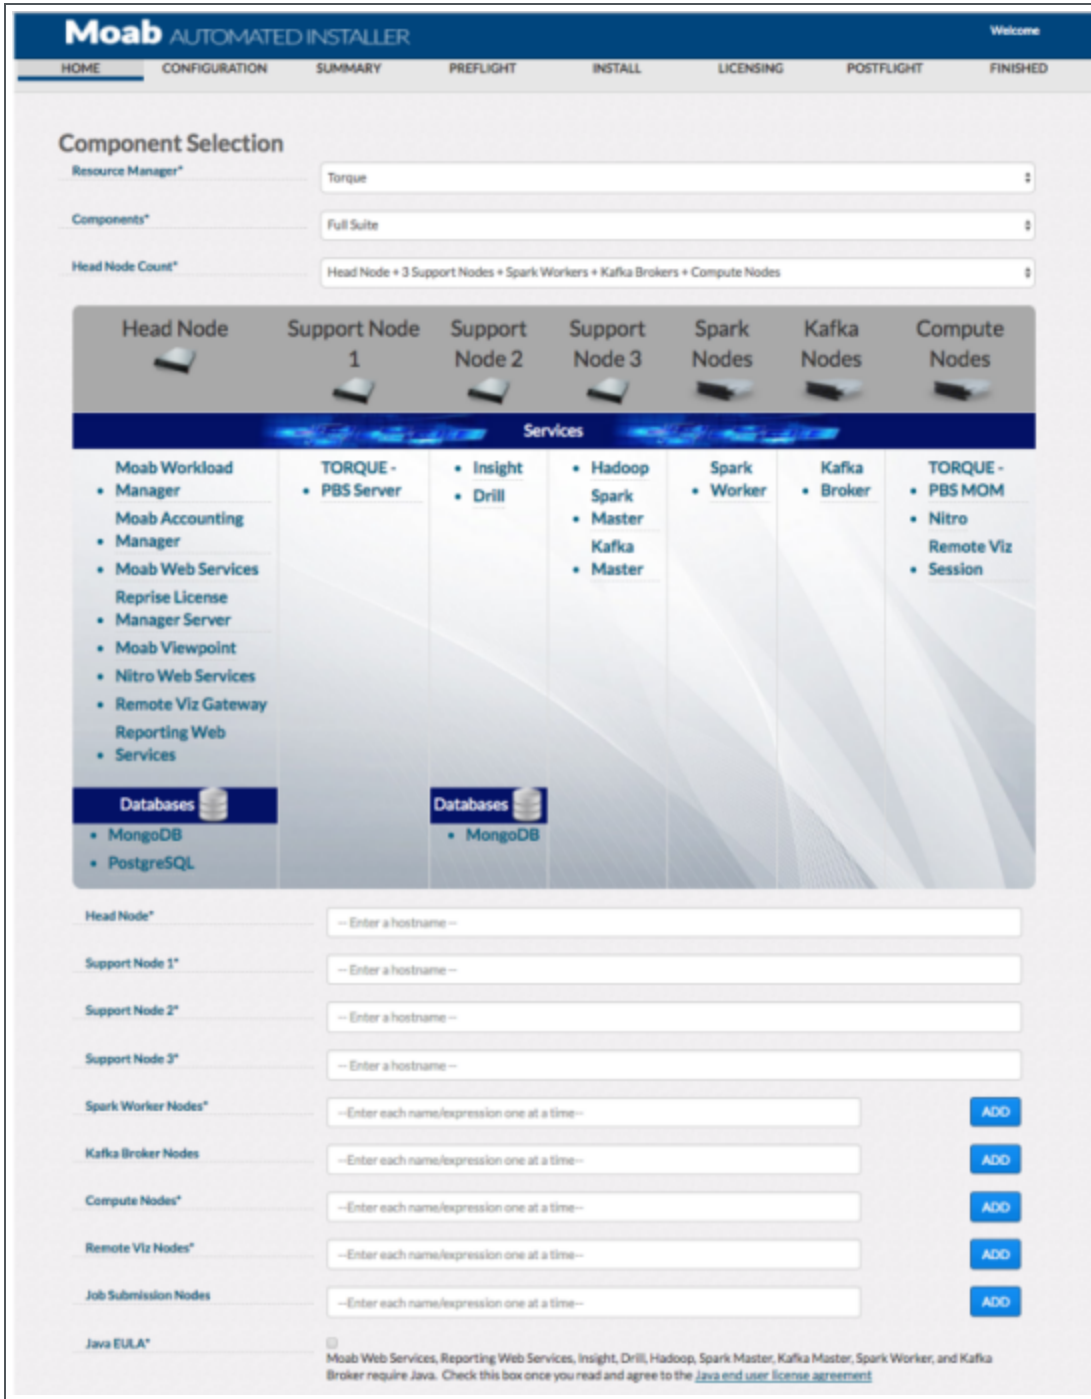 Moab AUTOMATED INSTALLER
Welcome
HOME CONFIGURATION SUMMARY PREFLIGHT INSTALL LICENSING POSTFLIGHT FINISHED
Component Selection
Resource Manager*
Torque
Components*
Full Suite
Head Node Count*
Head Node + 3 Support Nodes + Spark Workers + Kafka Brokers + Compute Nodes
Head Node
Support Node
1
Support
Node 2
Support
Node 3
Spark
Nodes
Kafka
Nodes
Compute
Nodes
Services
Moab Workload
• Manager
Moab Accounting
• Manager
• Moab Web Services
Reprise License
• Manager Server
• Moab Viewpoint
• Nitro Web Services
• Remote Viz Gateway
Reporting Web
• Services
Databases
• MongoDB
• PostgreSQL
TORQUE -
• PBS Server
• Insight
• Drill
Databases
• MongoDB
• Hadoop
Spark
• Master
Kafka
• Master
Spark
• Worker
Kafka
• Broker
TORQUE -
• PBS MOM
• Nitro
Remote Viz
• Session
Head Node*
-- Enter a hostname --
Support Node 1*
-- Enter a hostname --
Support Node 2*
-- Enter a hostname --
Support Node 3*
-- Enter a hostname --
Spark Worker Nodes*
--Enter each name/expression one at a time--
ADD
Kafka Broker Nodes
--Enter each name/expression one at a time--
ADD
Compute Nodes*
--Enter each name/expression one at a time--
ADD
Remote Viz Nodes*
--Enter each name/expression one at a time--
ADD
Job Submission Nodes
--Enter each name/expression one at a time--
ADD
Java EULA*
Moab Web Services, Reporting Web Services, Insight, Drill, Hadoop, Spark Master, Kafka Master, Spark Worker, and Kafka
Broker require Java. Check this box once you read and agree to the Java end user license agreement